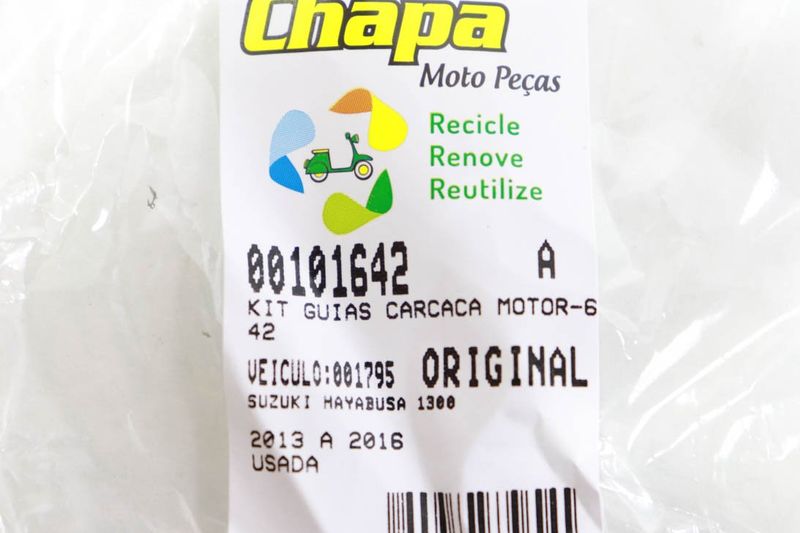 Chapa
Moto Peças
Recicle
Renove
Reutilize
00101642 A
KIT GUIAS CARCACA MOTOR-6
42
VEICULO:001795 ORIGINAL
SUZUKI HAYABUSA 1300
2013 A 2016
USADA